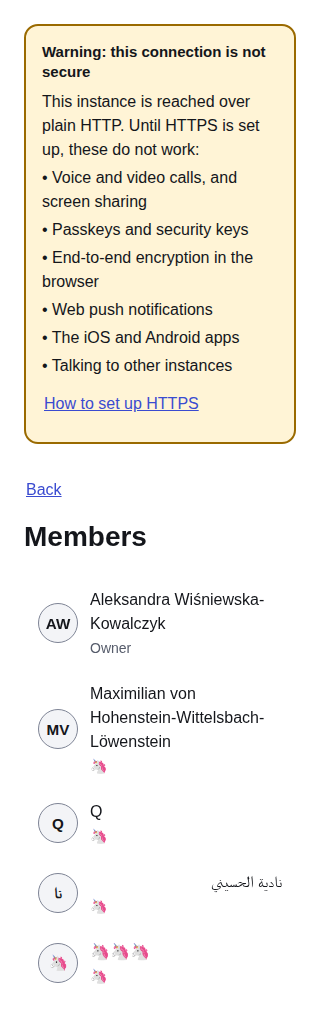 Warning: this connection is not
secure
This instance is reached over
plain HTTP. Until HTTPS is set
up, these do not work:
• Voice and video calls, and
screen sharing
• Passkeys and security keys
• End-to-end encryption in the
browser
• Web push notifications
• The iOS and Android apps
• Talking to other instances
How to set up HTTPS
Back
Members
AW
Aleksandra Wiśniewska-
Kowalczyk
Owner
MV
Maximilian von
Hohenstein-Wittelsbach-
Löwenstein
🦄
Q
Q
🦄
نا
نادية الحسيني
🦄
🦄
🦄🦄🦄
🦄